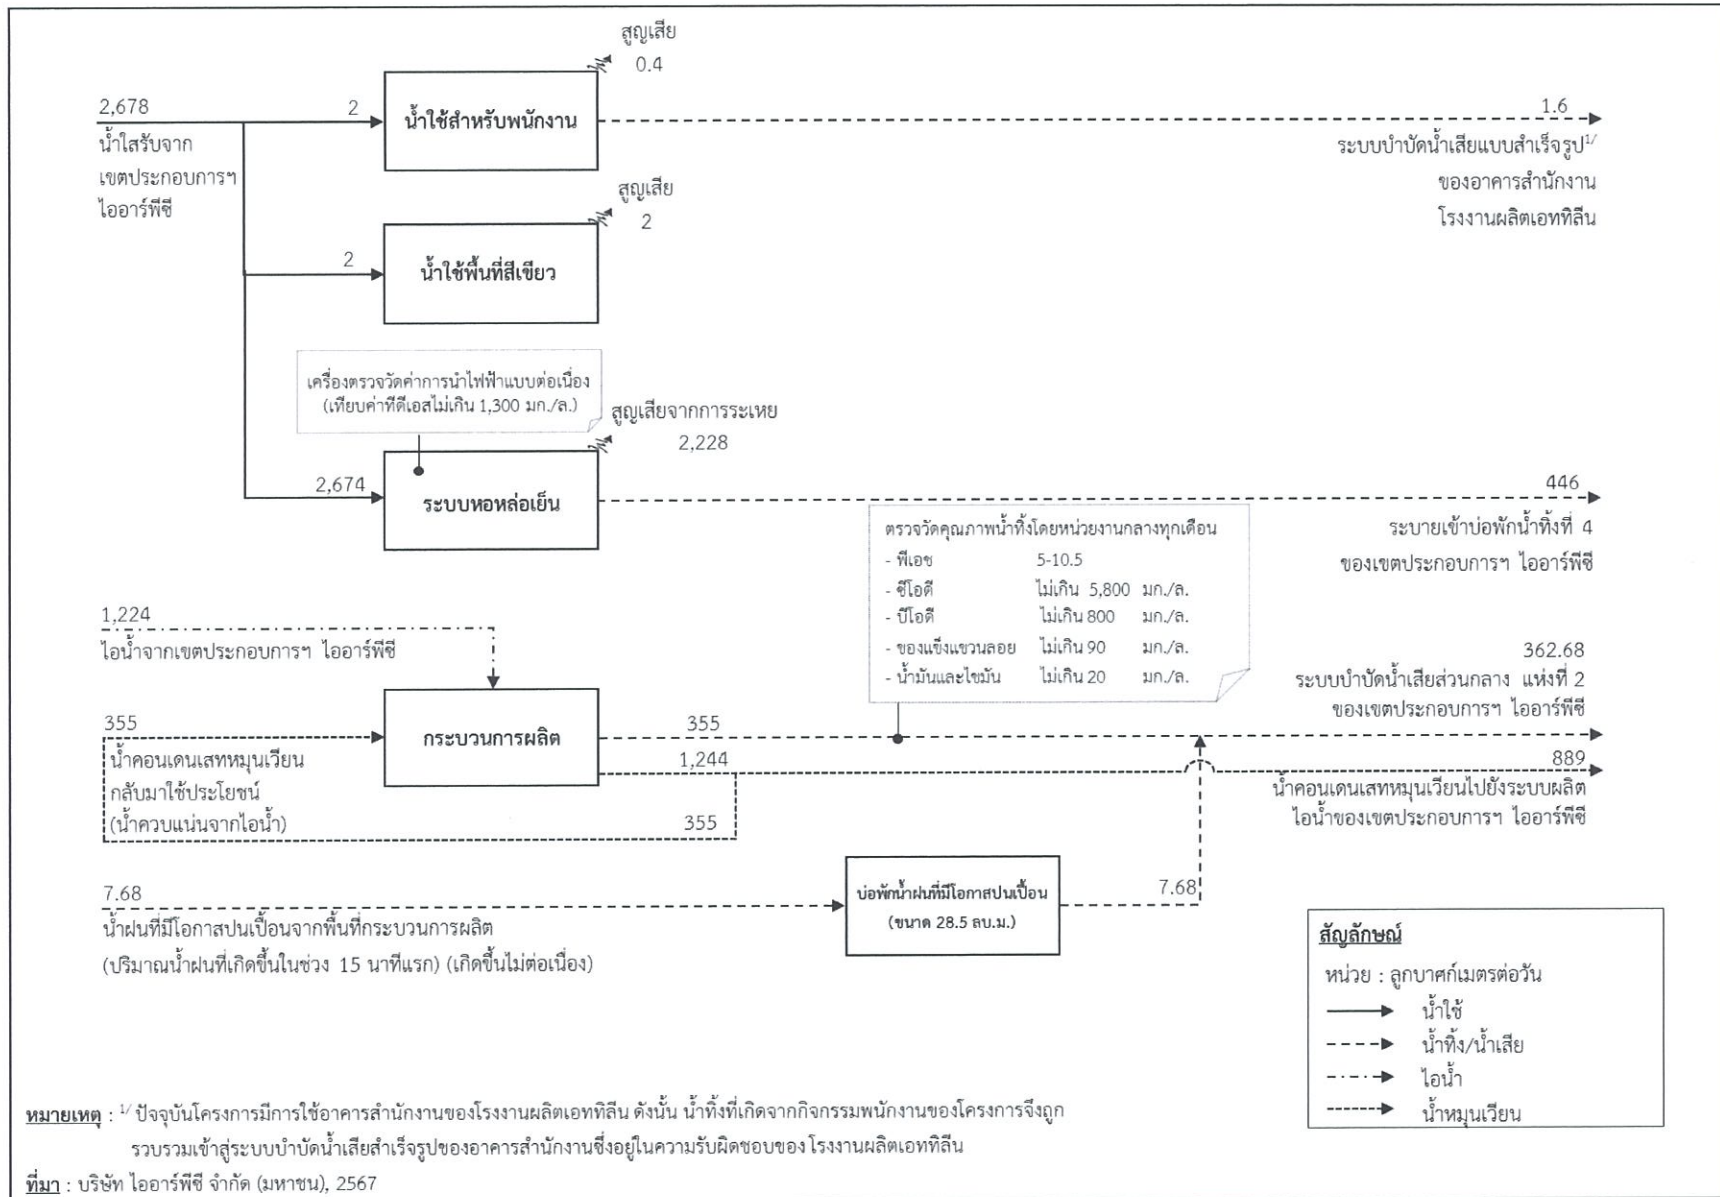 สูญเสีย
0.4
2,678
2
น้ำใช้สำหรับพนักงาน
1.6
น้ำใสรับจาก
เขตประกอบการฯ
ไออาร์พีซี
ระบบบำบัดน้ำเสียแบบสำเร็จรูป1/
ของอาคารสำนักงาน
โรงงานผลิตเอททิลีน
สูญเสีย
2
2
น้ำใช้พื้นที่สีเขียว
เครื่องตรวจวัดค่าการนำไฟฟ้าแบบต่อเนื่อง
(เทียบค่าทีดีเอสไม่เกิน 1,300 มก./ล.)
สูญเสียจากการระเหย
2,228
2,674
ระบบหอหล่อเย็น
446
ระบายเข้าบ่อพักน้ำทิ้งที่ 4
ของเขตประกอบการฯ ไออาร์พีซี
ตรวจวัดคุณภาพน้ำทิ้งโดยหน่วยงานกลางทุกเดือน
- พีเอช 5-10.5
- ซีโอดี ไม่เกิน 5,800 มก./ล.
- บีโอดี ไม่เกิน 800 มก./ล.
- ของแข็งแขวนลอย ไม่เกิน 90 มก./ล.
- น้ำมันและไขมัน ไม่เกิน 20 มก./ล.
1,224
ไอน้ำจากเขตประกอบการฯ ไออาร์พีซี
362.68
ระบบบำบัดน้ำเสียส่วนกลาง แห่งที่ 2
ของเขตประกอบการฯ ไออาร์พีซี
355
กระบวนการผลิต
355
1,244
889
น้ำคอนเดนเสทหมุนเวียน
กลับมาใช้ประโยชน์
(น้ำควบแน่นจากไอน้ำ)
355
น้ำคอนเดนเสทหมุนเวียนไปยังระบบผลิต
ไอน้ำของเขตประกอบการฯ ไออาร์พีซี
7.68
บ่อพักน้ำฝนที่มีโอกาสปนเปื้อน
(ขนาด 28.5 ลบ.ม.)
7.68
น้ำฝนที่มีโอกาสปนเปื้อนจากพื้นที่กระบวนการผลิต
(ปริมาณน้ำฝนที่เกิดขึ้นในช่วง 15 นาทีแรก) (เกิดขึ้นไม่ต่อเนื่อง)
สัญลักษณ์
หน่วย : ลูกบาศก์เมตรต่อวัน
น้ำใช้
น้ำทิ้ง/น้ำเสีย
ไอน้ำ
น้ำหมุนเวียน
หมายเหตุ : 1/ ปัจจุบันโครงการมีการใช้อาคารสำนักงานของโรงงานผลิตเอททิลีน ดังนั้น น้ำทิ้งที่เกิดจากกิจกรรมพนักงานของโครงการจึงถูก
รวบรวมเข้าสู่ระบบบำบัดน้ำเสียสำเร็จรูปของอาคารสำนักงานซึ่งอยู่ในความรับผิดชอบของ โรงงานผลิตเอททิลีน
ที่มา : บริษัท ไออาร์พีซี จำกัด (มหาชน), 2567